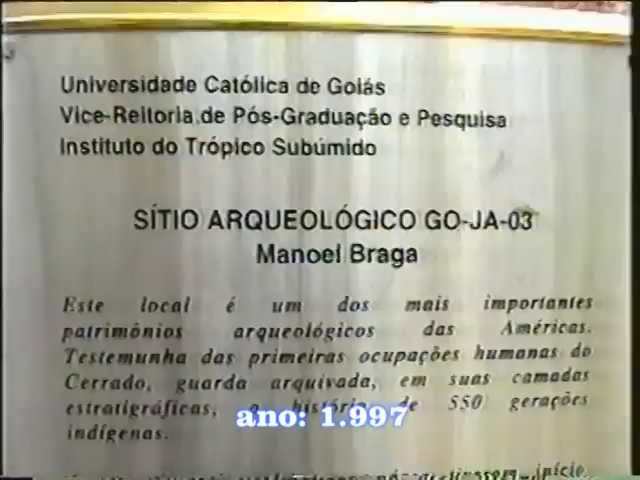 Universidade Católica de Goiás
Vice-Reitoria de Pós-Graduação e Pesquisa
Instituto do Trópico Subúmido
SÍTIO ARQUEOLÓGICO GO-JA-03
Manoel Braga
Este local é um dos mais importantes
patrimônios arqueológicos das Américas.
Testemunha das primeiras ocupações humanas do
Cerrado, guarda arquivada, em suas camadas
estratigráficas, a história de 550 gerações
indígenas.
ano: 1.997
início,